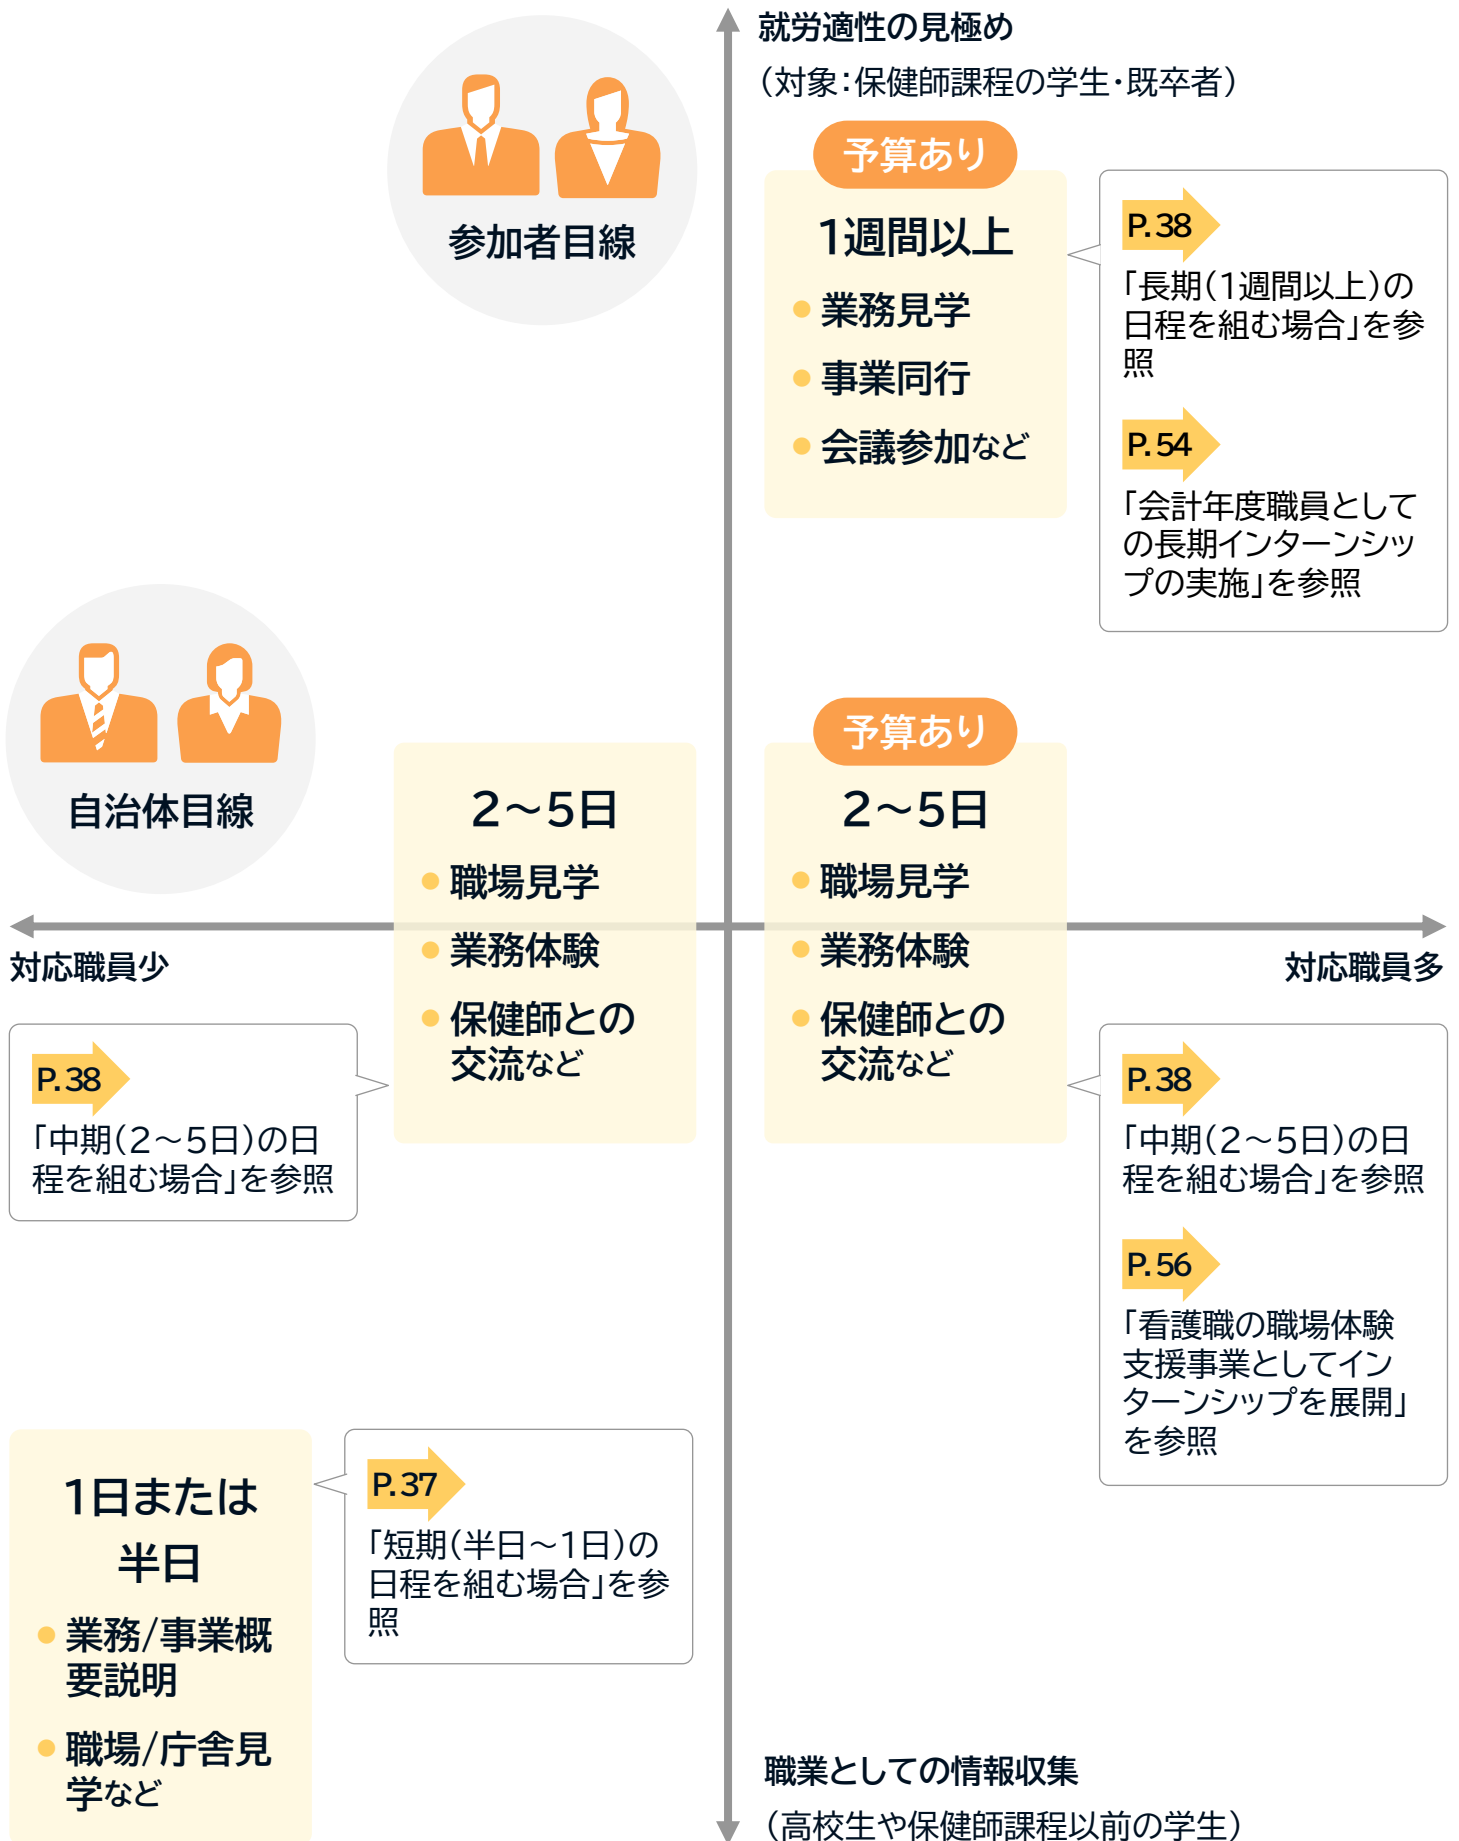 就労適性の見極め
（対象：保健師課程の学生・既卒者）
参加者目線
予算あり
1週間以上
業務見学
事業同行
会議参加など
P.38
「長期（1週間以上）の
日程を組む場合」を参
照
P.54
「会計年度職員として
の長期インターンシッ
プの実施」を参照
自治体目線
対応職員少
2～5日
職場見学
業務体験
保健師との
交流など
P.38
「中期（2～5日）の日
程を組む場合」を参照
予算あり
2～5日
職場見学
業務体験
保健師との
交流など
対応職員多
P.38
「中期（2～5日）の日
程を組む場合」を参照
P.56
「看護職の職場体験
支援事業としてイン
ターンシップを展開」
を参照
1日または
半日
業務/事業概
要説明
職場/庁舎見
学など
P.37
「短期（半日～1日）の
日程を組む場合」を参
照
職業としての情報収集
（高校生や保健師課程以前の学生）